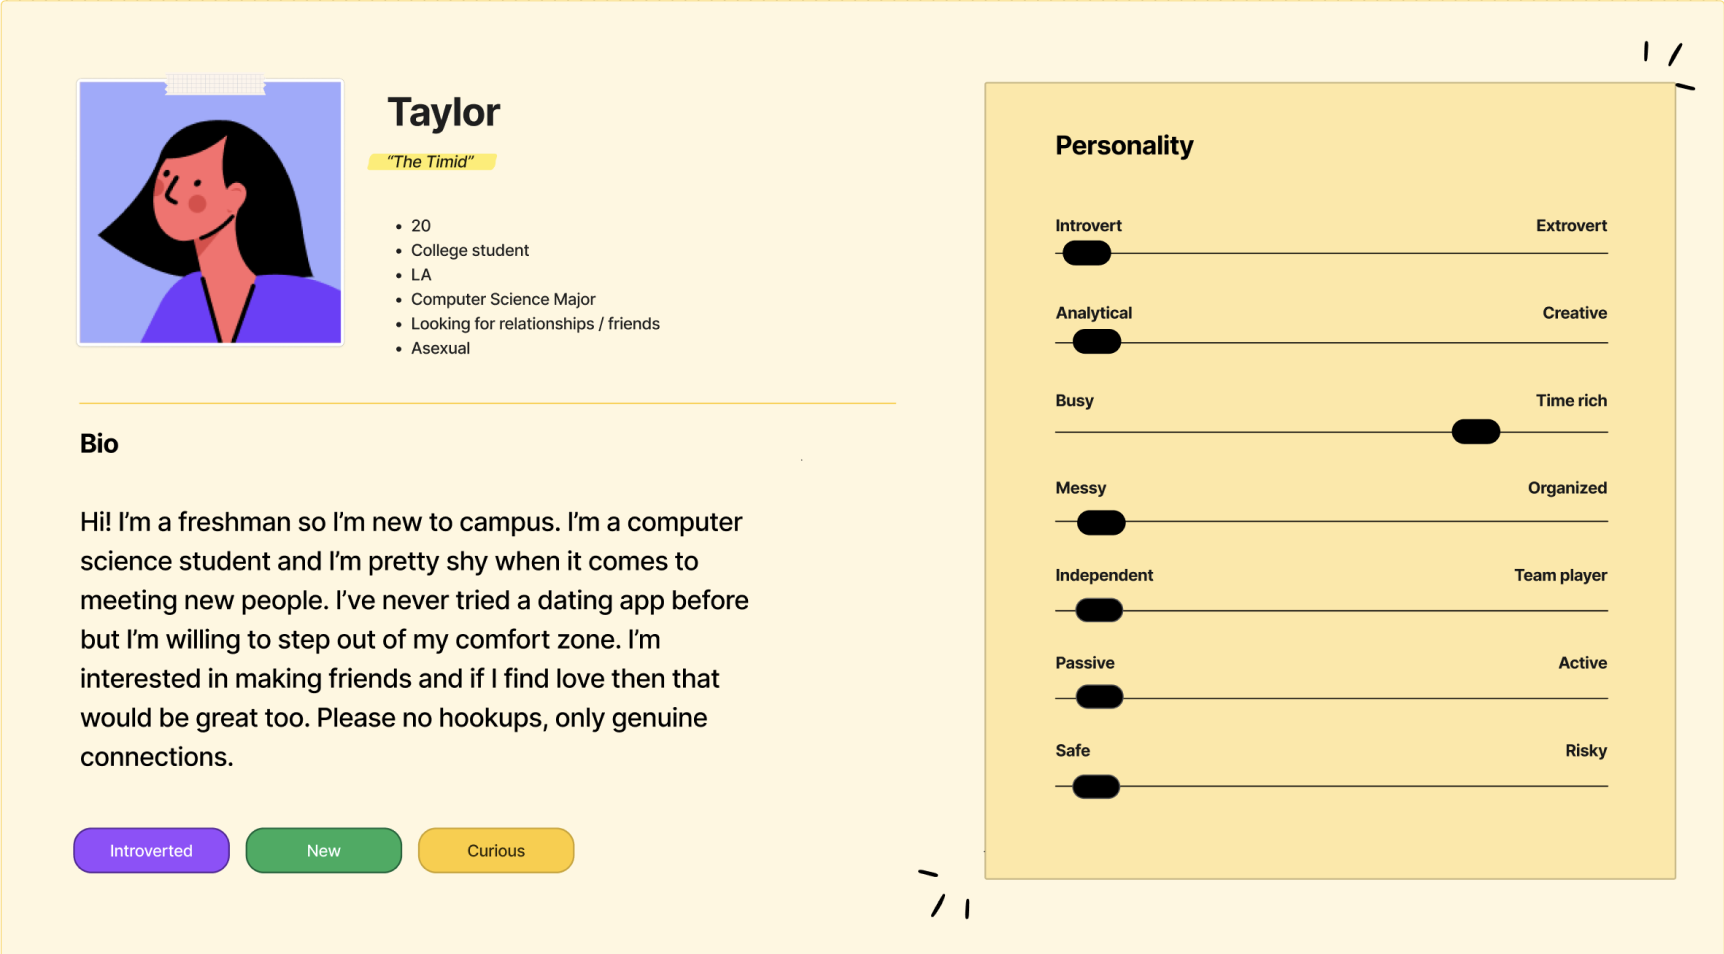 Taylor
“The Timid”
• 20
• College student
• LA
• Computer Science Major
• Looking for relationships / friends
• Asexual
Bio
Hi! I’m a freshman so I’m new to campus. I’m a computer
science student and I’m pretty shy when it comes to
meeting new people. I’ve never tried a dating app before
but I’m willing to step out of my comfort zone. I’m
interested in making friends and if I find love then that
would be great too. Please no hookups, only genuine
connections.
Introverted
New
Curious
Personality
Introvert Extrovert
Analytical Creative
Busy Time rich
Messy Organized
Independent Team player
Passive Active
Safe Risky